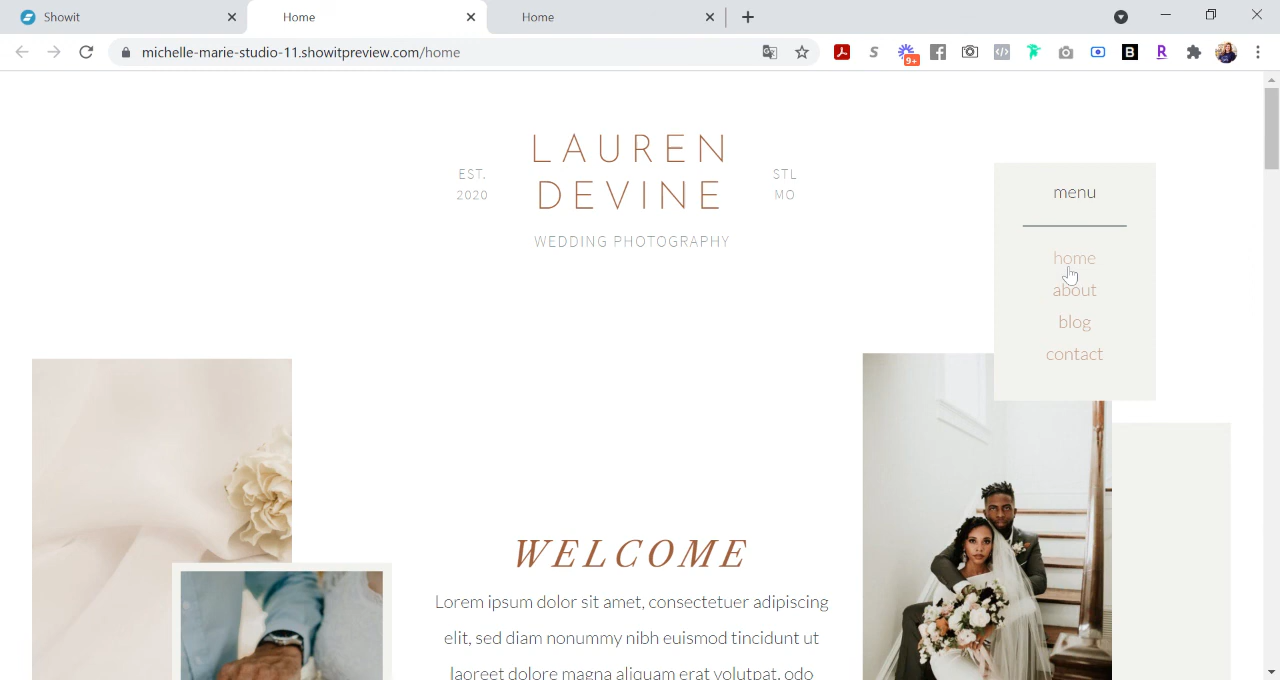 Showit
Home
Home
michelle-marie-studio-11.showitpreview.com/home
9+
LAUREN
DEVINE
EST.
2020
STL
MO
WEDDING PHOTOGRAPHY
menu
home
about
blog
contact
WELCOME
Lorem ipsum dolor sit amet, consectetuer adipiscing
elit, sed diam nonummy nibh euismod tincidunt ut
laoreet dolore magna aliquam erat volutpat, odo